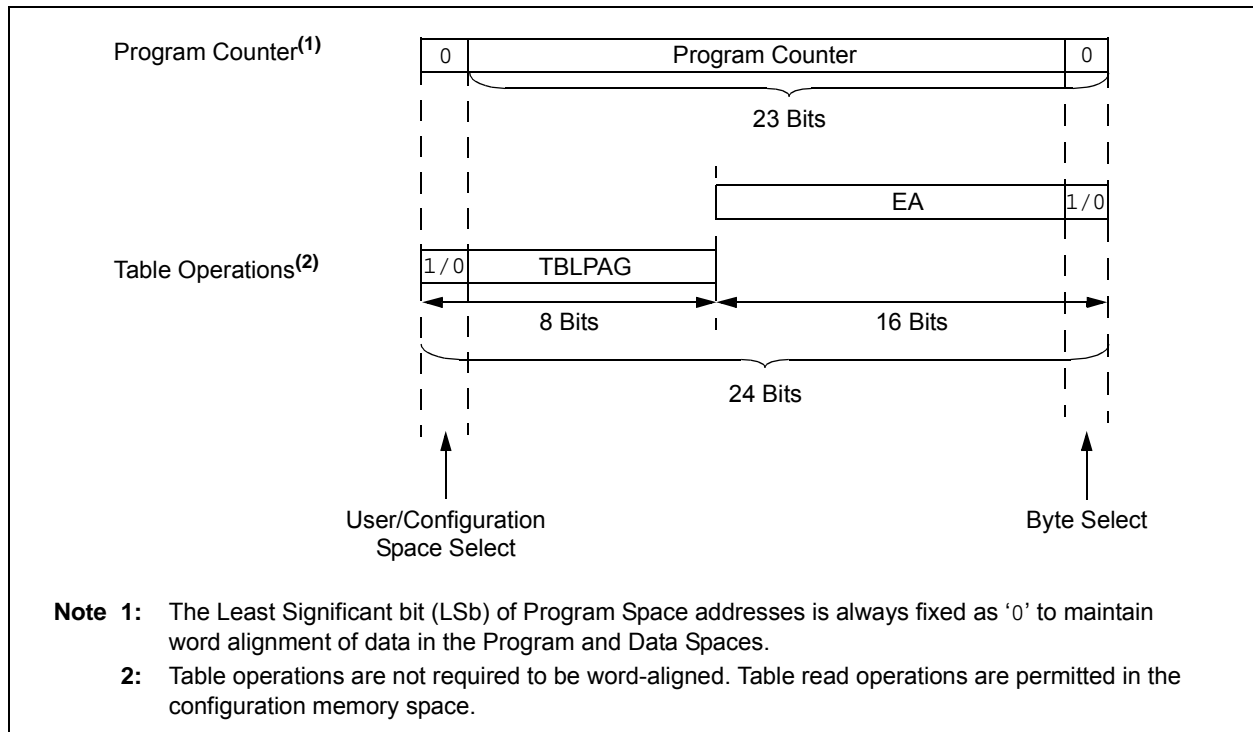 Program Counter(1)
0 Program Counter 0
23 Bits
EA 1/0
Table Operations(2)
1/0 TBLPAG
8 Bits 16 Bits
24 Bits
User/Configuration
Space Select
Byte Select
Note 1: The Least Significant bit (LSb) of Program Space addresses is always fixed as ‘0’ to maintain
word alignment of data in the Program and Data Spaces.
2: Table operations are not required to be word-aligned. Table read operations are permitted in the
configuration memory space.